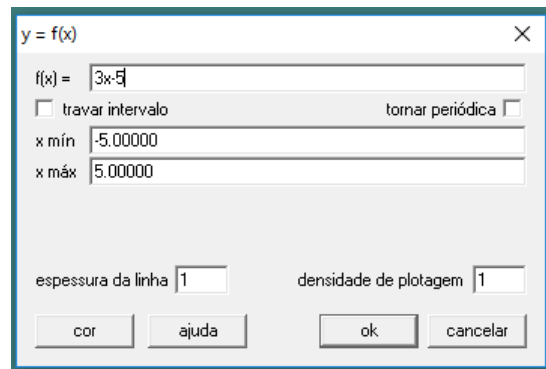 y = f(x)
f(x) = 3x-5
travar intervalo tornar periódica
x mín -5.00000
x máx 5.00000
espessura da linha 1 densidade de plotagem 1
cor ajuda ok cancelar